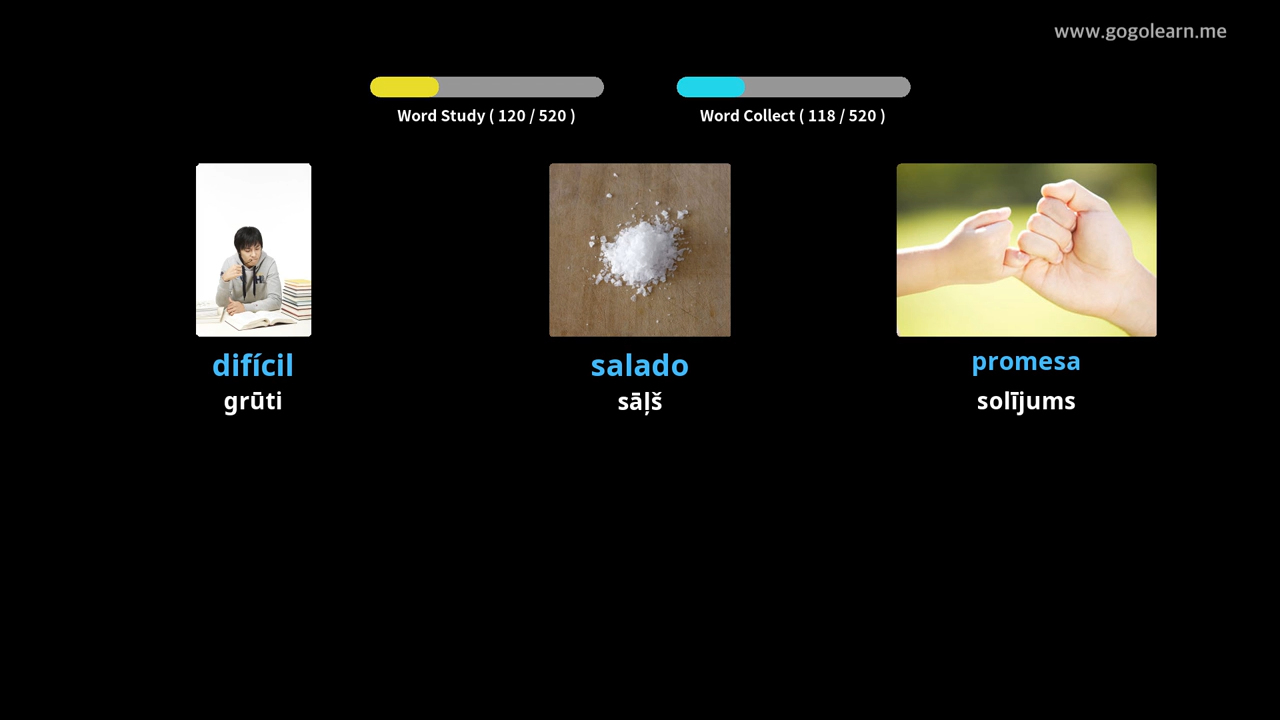 www.gogolearn.me
Word Study ( 120 / 520 )
Word Collect ( 118 / 520 )
difícil
salado
promesa
grūti
sāļš
solījums